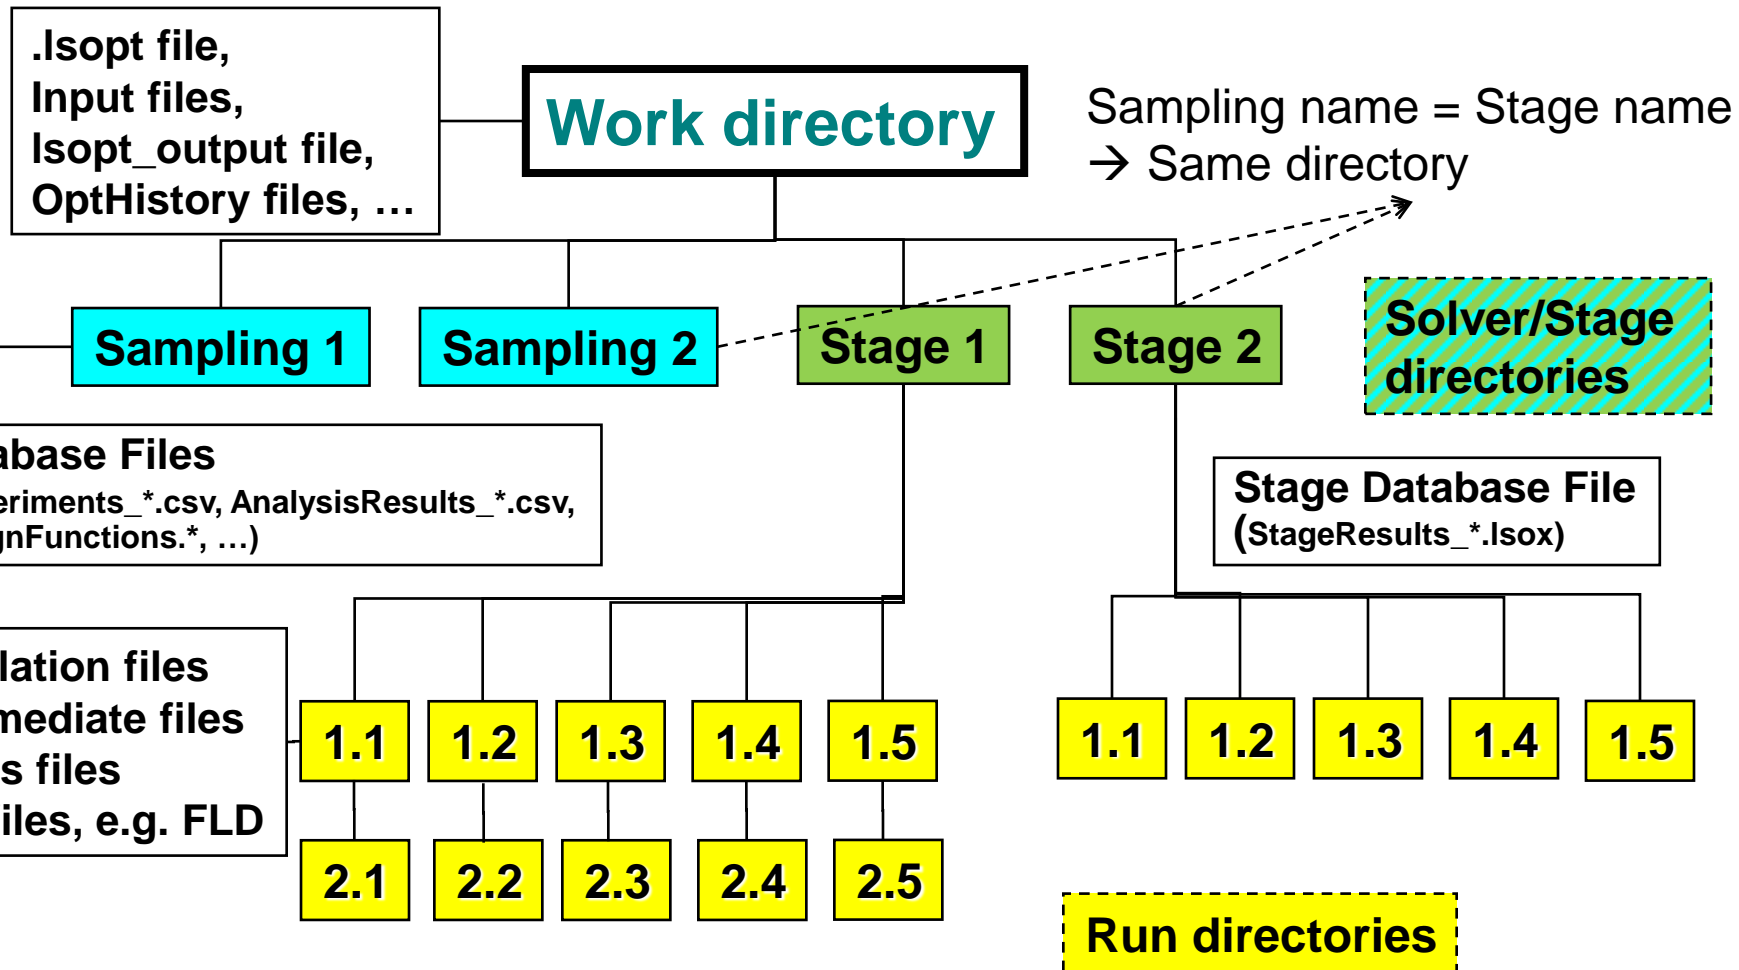 .lsopt file,
Input files,
lsopt_output file,
OptHistory files, …
Work directory
Sampling name = Stage name
→ Same directory
Sampling 1
Sampling 2
Stage 1
Stage 2
Solver/Stage
directories
abase Files
eriments_*.csv, AnalysisResults_*.csv,
gnFunctions.*, …)
Stage Database File
(StageResults_*.lsox)
lation files
mediate files
s files
iles, e.g. FLD
1.1
1.2
1.3
1.4
1.5
1.1
1.2
1.3
1.4
1.5
2.1
2.2
2.3
2.4
2.5
Run directories